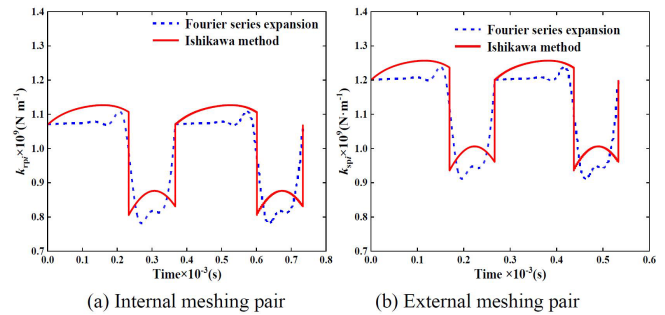 1.4
1.3
1.2
1.1
1.0
0.9
0.8
0.7
k_rpi×10⁹(N m⁻¹)
Fourier series expansion
Ishikawa method
0.0 0.1 0.2 0.3 0.4 0.5 0.6 0.7 0.8
Time×10⁻³(s)
(a) Internal meshing pair
1.4
1.3
1.2
1.1
1.0
0.9
0.8
0.7
k_spi×10⁹(N·m⁻¹)
Fourier series expansion
Ishikawa method
0.0 0.1 0.2 0.3 0.4 0.5 0.6
Time×10⁻³(s)
(b) External meshing pair